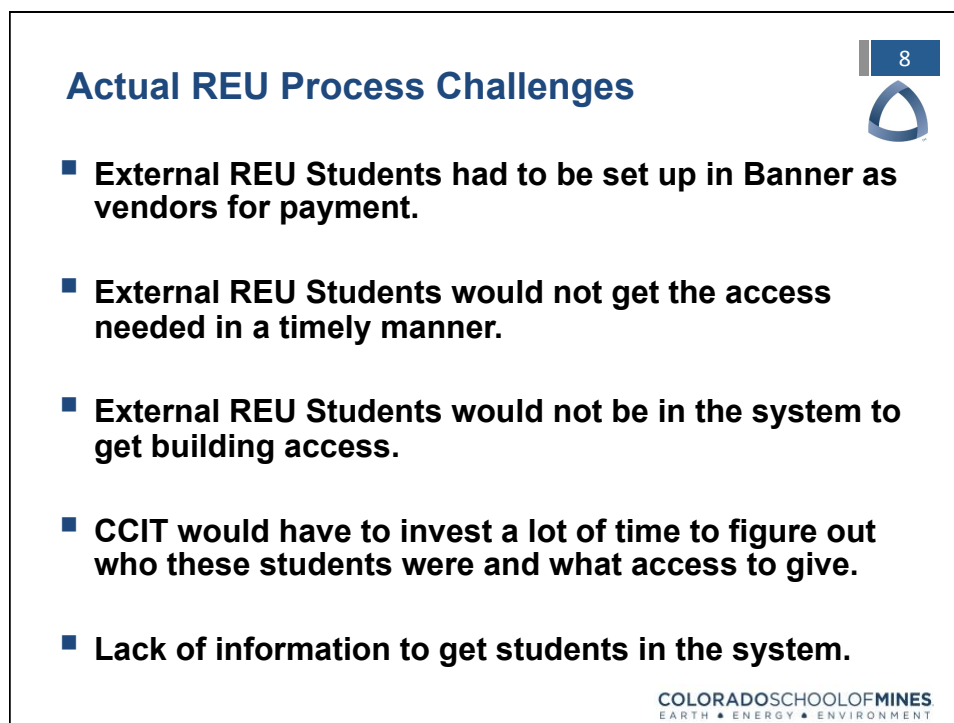 8
Actual REU Process Challenges
■ External REU Students had to be set up in Banner as
vendors for payment.
■ External REU Students would not get the access
needed in a timely manner.
■ External REU Students would not be in the system to
get building access.
■ CCIT would have to invest a lot of time to figure out
who these students were and what access to give.
■ Lack of information to get students in the system.
COLORADOSCHOOLOFMINES
EARTH • ENERGY • ENVIRONMENT